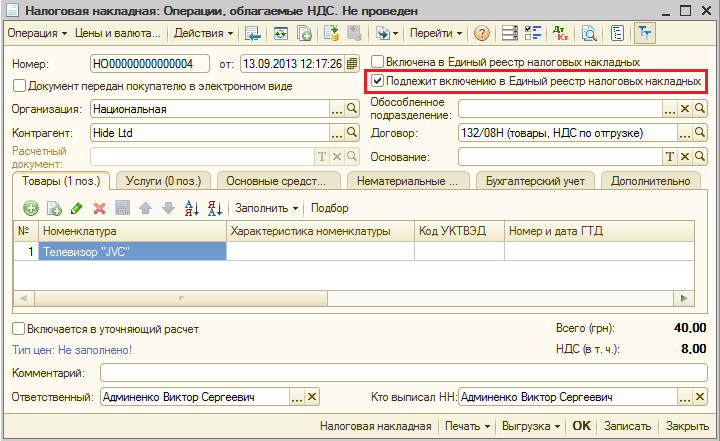 Налоговая накладная: Операции, облагаемые НДС. Не проведен
Операция Цены и валюта... Действия Перейти Дт Кт
Номер: НО00000000000004 от: 13.09.2013 12:17:26
Включена в Единый реестр налоговых накладных
Документ передан покупателю в электронном виде
Подлежит включению в Единый реестр налоговых накладных
Организация: Национальная
Обособленное подразделение:
Контрагент: Hide Ltd
Договор: 132/08Н (товары, НДС по отгрузке)
Расчетный документ:
Основание:
Товары (1 поз.) Услуги (0 поз.) Основные средст... Нематериальные ... Бухгалтерский учет Дополнительно
Заполнить Подбор
№ Номенклатура Характеристика номенклатуры Код УКТВЭД Номер и дата ГТД
1 Телевизор "JVC"
Включается в уточняющий расчет
Всего (грн): 40,00
Тип цен: Не заполнено!
НДС (в т. ч.): 8,00
Комментарий:
Ответственный: Админенко Виктор Сергеевич
Кто выписал НН: Админенко Виктор Сергеевич
Налоговая накладная Печать Выгрузка OK Записать Закрыть